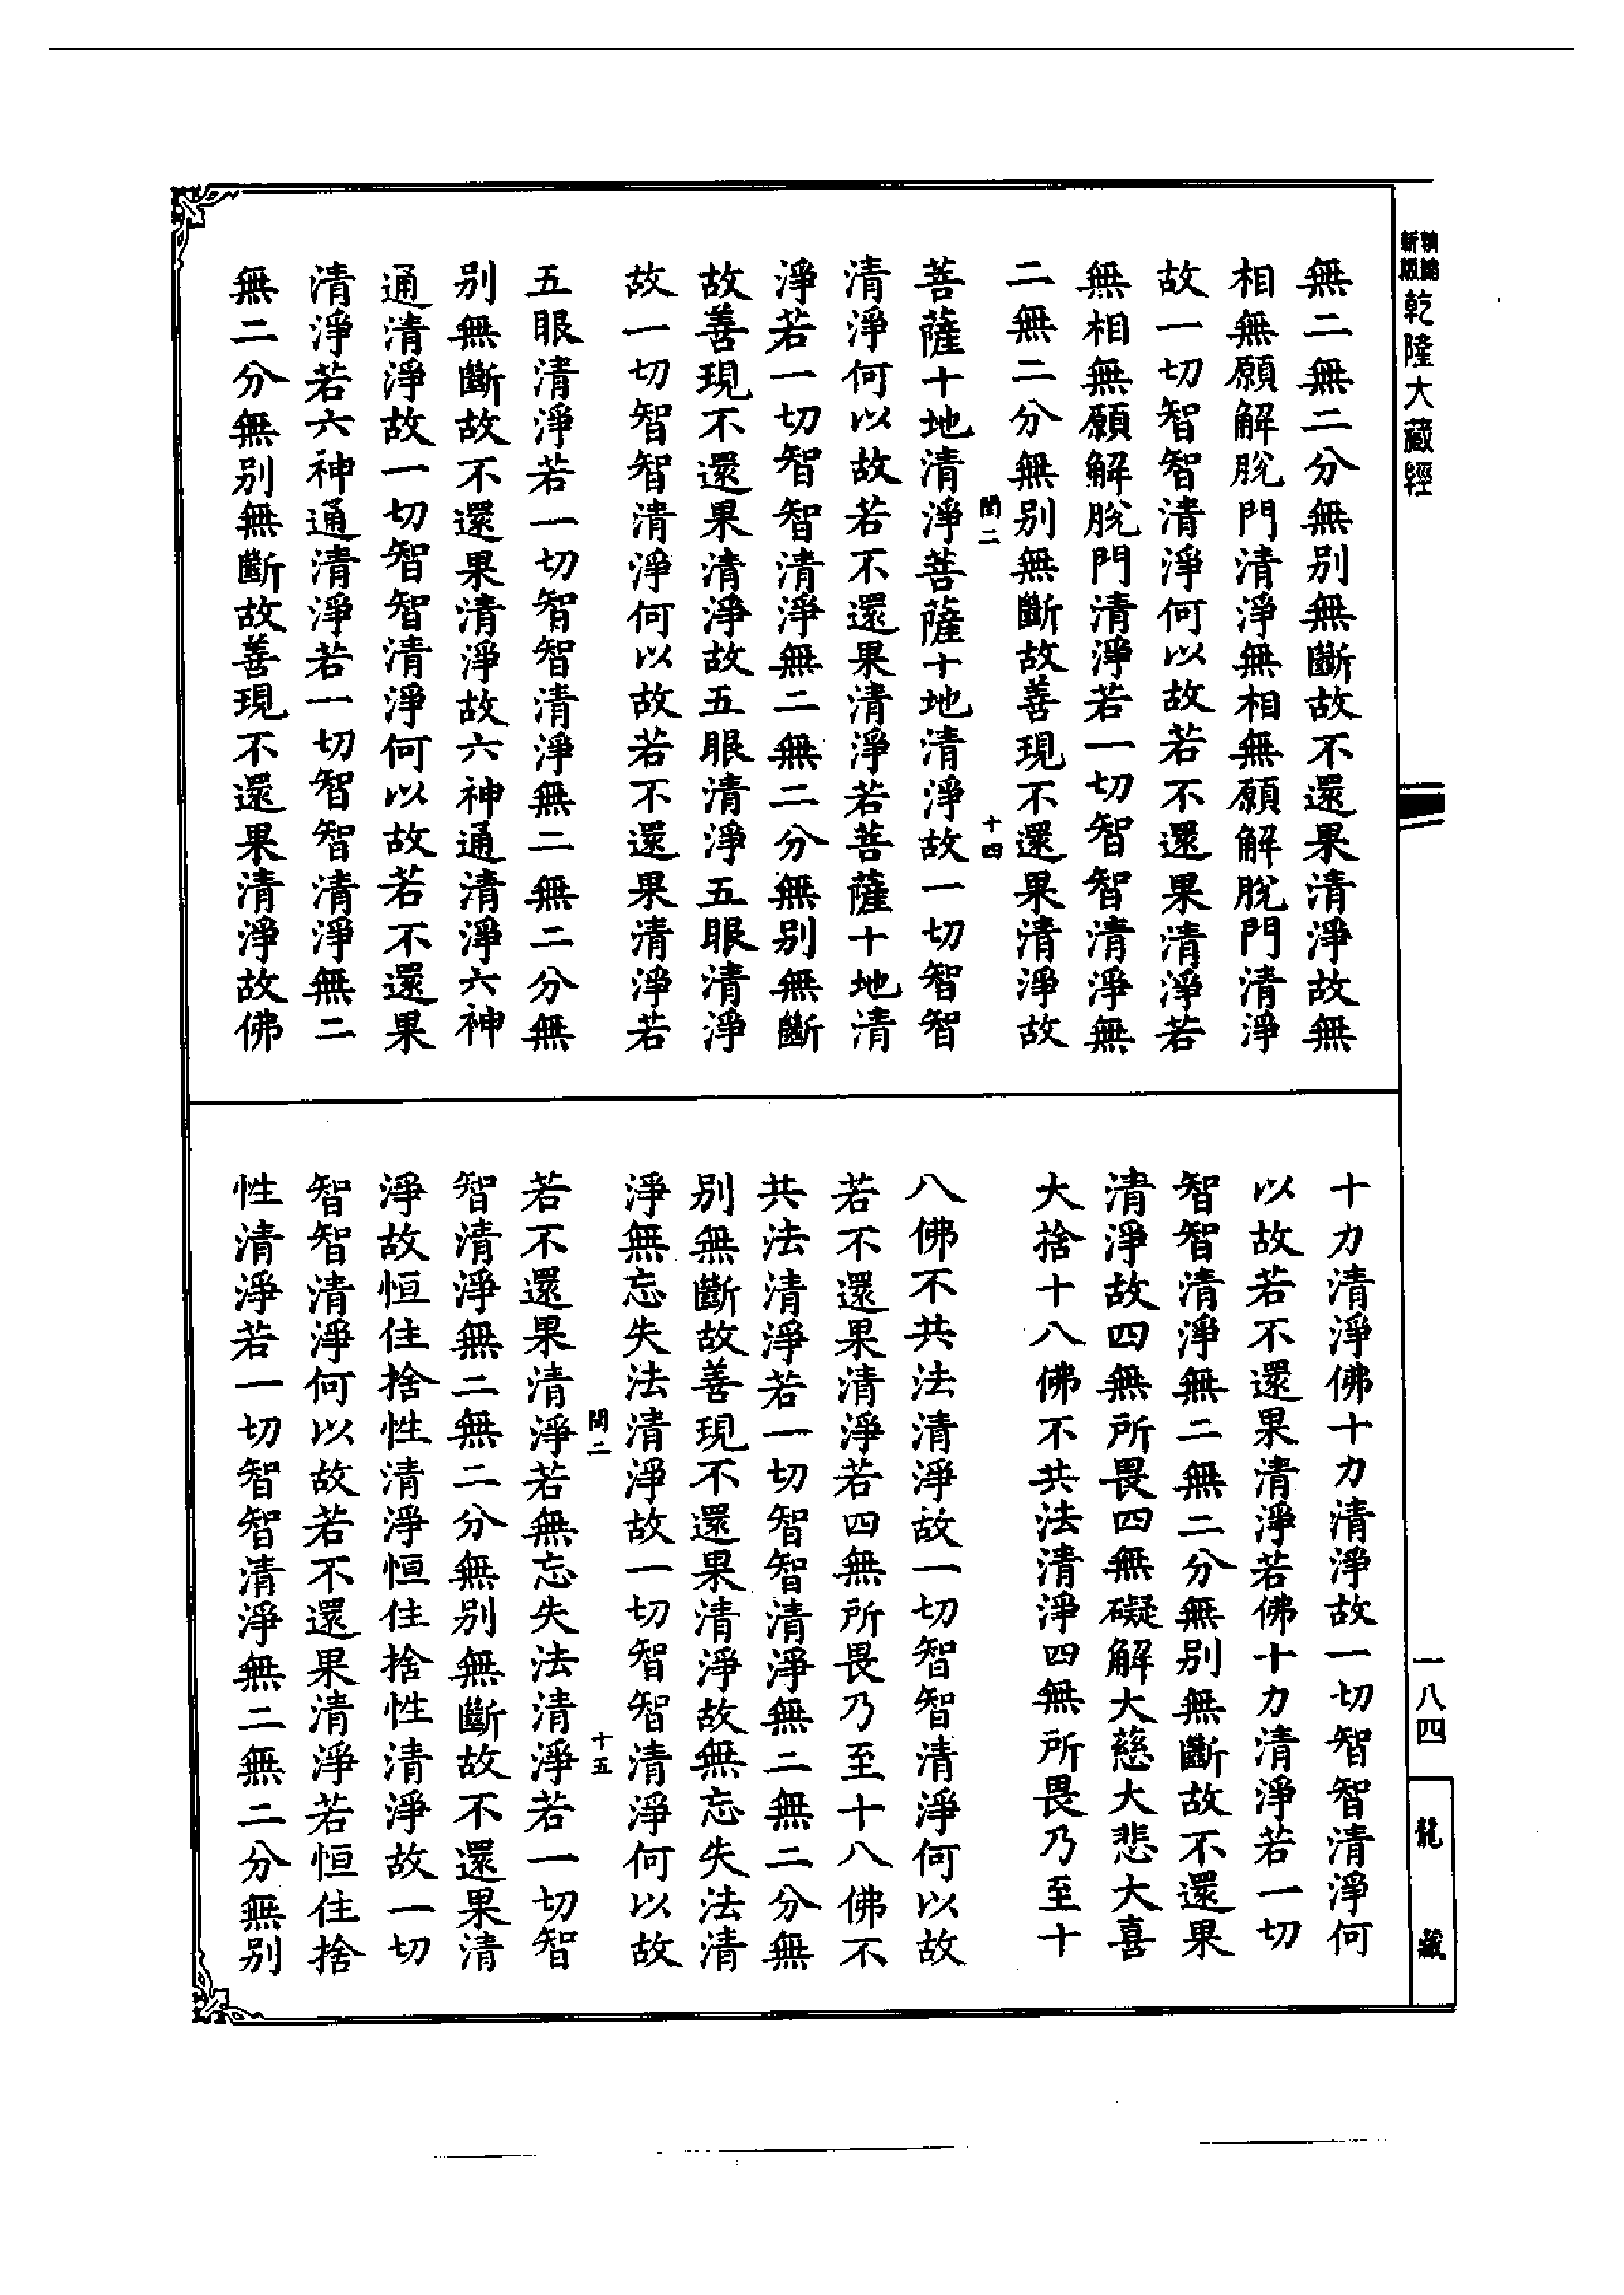 乾隆大藏經
無二無二分無別無斷故不還果清淨故無
相無願解脫門清淨無相無願解脫門清淨
故一切智智清淨何以故若不還果清淨若
無相無願解脫門清淨若一切智智清淨無
二無二分無別無斷故善現不還果清淨故
閏二 十四
菩薩十地清淨菩薩十地清淨故一切智智
清淨何以故若不還果清淨若菩薩十地清
淨若一切智智清淨無二無二分無別無斷
故善現不還果清淨故五眼清淨五眼清淨
故一切智智清淨何以故若不還果清淨若
五眼清淨若一切智智清淨無二無二分無
別無斷故不還果清淨故六神通清淨六神
通清淨故一切智智清淨何以故若不還果
清淨若六神通清淨若一切智智清淨無二
無二分無別無斷故善現不還果清淨故佛
一八四
龍藏
十力清淨佛十力清淨故一切智智清淨何
以故若不還果清淨若佛十力清淨若一切
智智清淨無二無二分無別無斷故不還果
清淨故四無所畏四無礙解大慈大悲大喜
大捨十八佛不共法清淨四無所畏乃至十
八佛不共法清淨故一切智智清淨何以故
若不還果清淨若四無所畏乃至十八佛不
共法清淨若一切智智清淨無二無二分無
別無斷故善現不還果清淨故無忘失法清
淨無忘失法清淨故一切智智清淨何以故
閏二 十五
若不還果清淨若無忘失法清淨若一切智
智清淨無二無二分無別無斷故不還果清
淨故恒住捨性清淨恒住捨性清淨故一切
智智清淨何以故若不還果清淨若恒住捨
性清淨若一切智智清淨無二無二分無別